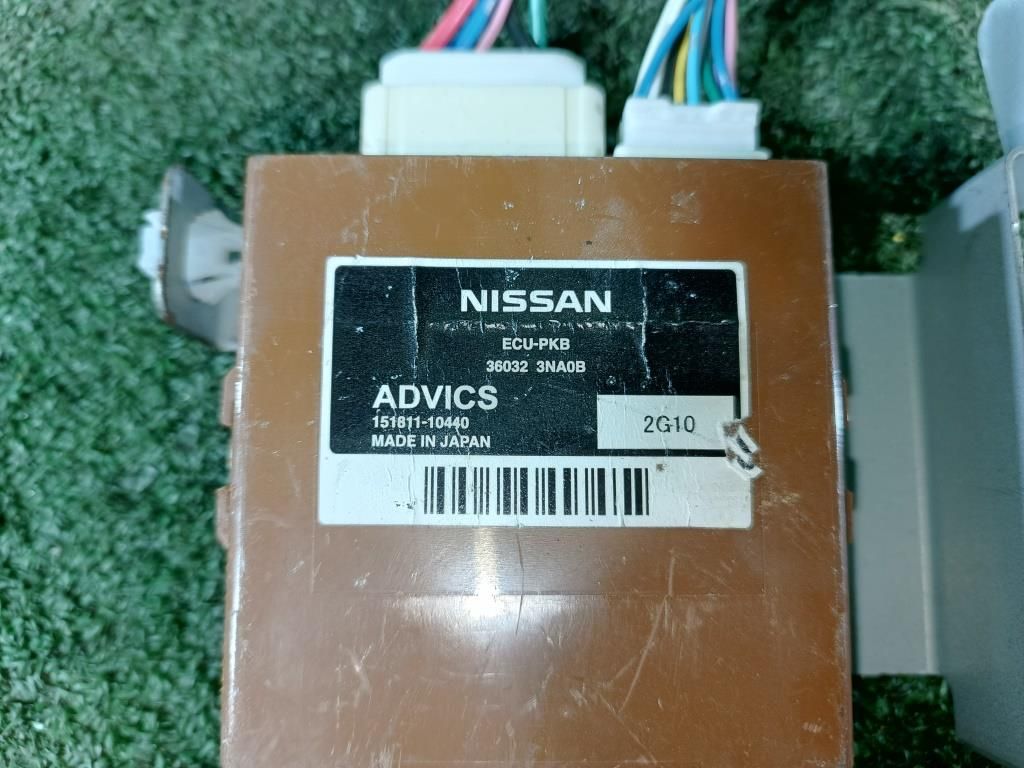 NISSAN
ECU-PKB
36032 3NA0B
ADVICS
151811-10440
MADE IN JAPAN
2G10